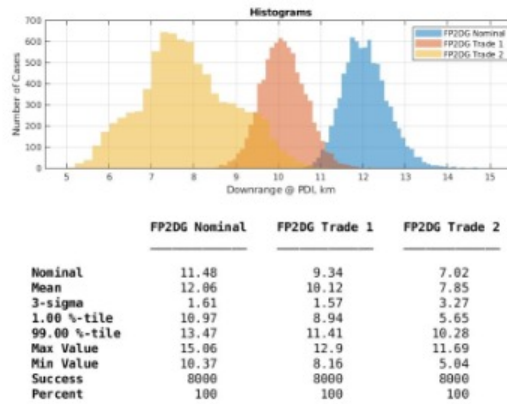 Histograms
700
600
500
400
300
200
100
0
Number of Cases
FP2DG Nominal
FP2DG Trade 1
FP2DG Trade 2
5 6 7 8 9 10 11 12 13 14 15
Downrange @ PDI, km
FP2DG Nominal FP2DG Trade 1 FP2DG Trade 2
Nominal 11.48 9.34 7.02
Mean 12.06 10.12 7.85
3-sigma 1.61 1.57 3.27
1.00 %-tile 10.97 8.94 5.65
99.00 %-tile 13.47 11.41 10.28
Max Value 15.06 12.9 11.69
Min Value 10.37 8.16 5.04
Success 8000 8000 8000
Percent 100 100 100